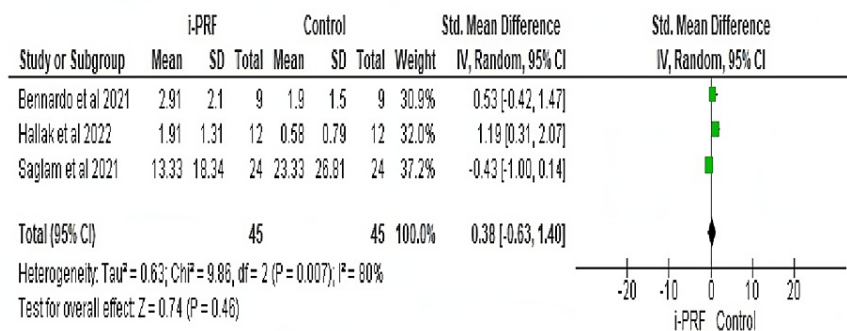 i-PRF Control Std. Mean Difference Std. Mean Difference
Study or Subgroup Mean SD Total Mean SD Total Weight IV, Random, 95% CI IV, Random, 95% CI
Bennardo et al 2021 2.91 2.1 9 1.9 1.5 9 30.9% 0.53 [-0.42, 1.47]
Hallak et al 2022 1.91 1.31 12 0.58 0.79 12 32.0% 1.19 [0.31, 2.07]
Saglam et al 2021 13.33 18.34 24 23.33 26.81 24 37.2% -0.43 [-1.00, 0.14]
Total (95% CI) 45 45 100.0% 0.38 [-0.63, 1.40]
Heterogeneity: Tau² = 0.63; Chi² = 9.86, df = 2 (P = 0.007); I² = 80%
Test for overall effect: Z = 0.74 (P = 0.46)
-20 -10 0 10 20
i-PRF Control